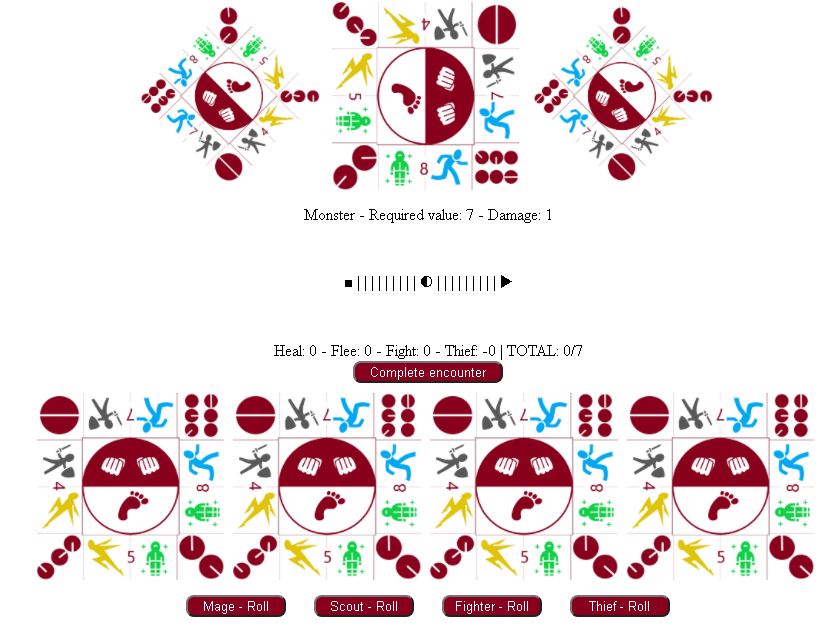 4
8 5 5 7 8 5
7 4 7 4
8
Monster - Required value: 7 - Damage: 1
||||||||| |||||||||
Heal: 0 - Flee: 0 - Fight: 0 - Thief: -0 | TOTAL: 0/7
Complete encounter
7 7 7 7
4 8 4 8 4 8 4 8
5 5 5 5
Mage - Roll Scout - Roll Fighter - Roll Thief - Roll